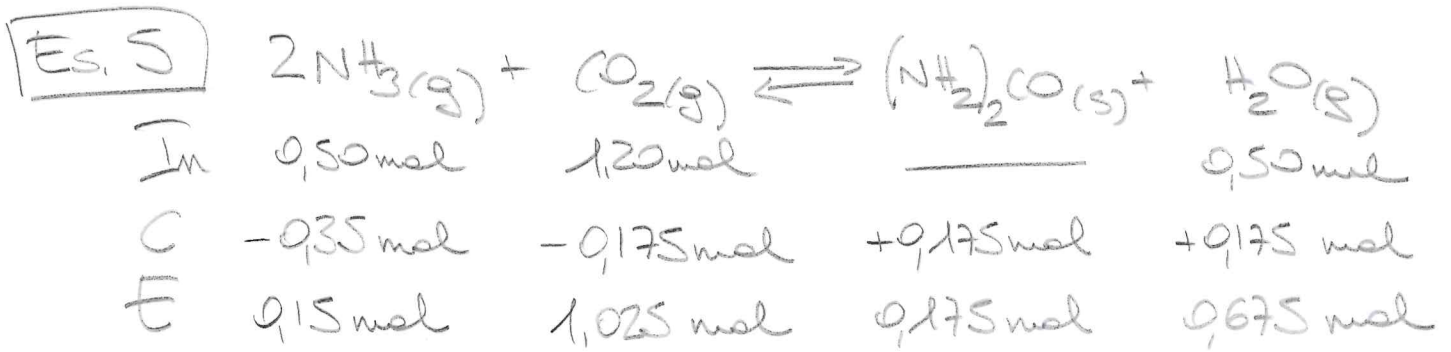 Es. 5 2NH3(g) + CO2(g) ⇌ (NH2)2CO(s) + H2O(g)
In 0,50 mol 1,20 mol — 0,50 mol
C -0,35 mol -0,175 mol +0,175 mol +0,175 mol
E 0,15 mol 1,025 mol 0,175 mol 0,675 mol